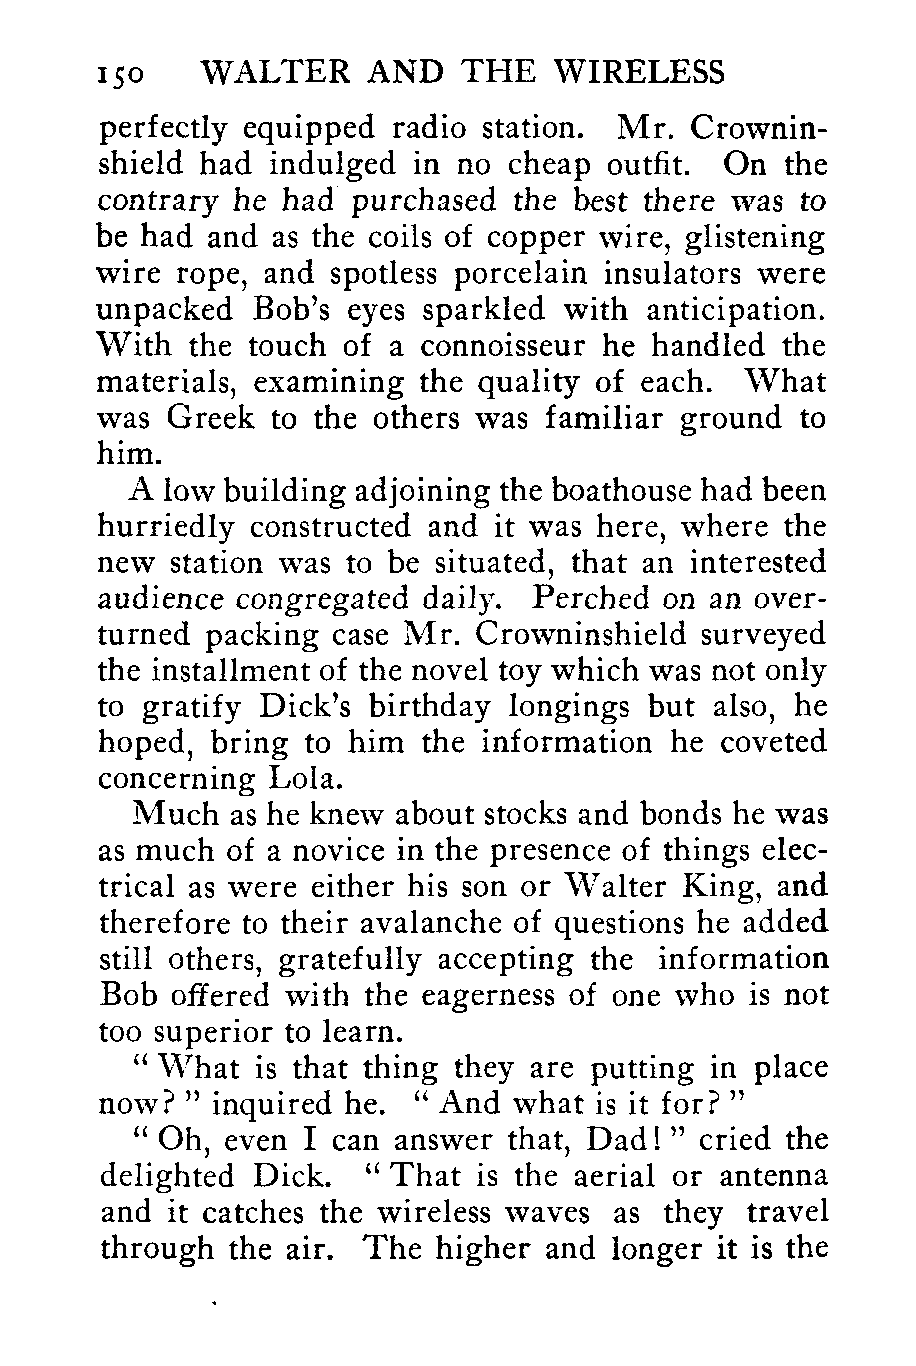 150 WALTER AND THE WIRELESS
perfectly equipped radio station. Mr. Crownin-
shield had indulged in no cheap outfit. On the
contrary he had purchased the best there was to
be had and as the coils of copper wire, glistening
wire rope, and spotless porcelain insulators were
unpacked Bob's eyes sparkled with anticipation.
With the touch of a connoisseur he handled the
materials, examining the quality of each. What
was Greek to the others was familiar ground to
him.
A low building adjoining the boathouse had been
hurriedly constructed and it was here, where the
new station was to be situated, that an interested
audience congregated daily. Perched on an over-
turned packing case Mr. Crowninshield surveyed
the installment of the novel toy which was not only
to gratify Dick's birthday longings but also, he
hoped, bring to him the information he coveted
concerning Lola.
Much as he knew about stocks and bonds he was
as much of a novice in the presence of things elec-
trical as were either his son or Walter King, and
therefore to their avalanche of questions he added
still others, gratefully accepting the information
Bob offered with the eagerness of one who is not
too superior to learn.
“ What is that thing they are putting in place
now? ” inquired he. “ And what is it for? ”
“ Oh, even I can answer that, Dad! ” cried the
delighted Dick. “ That is the aerial or antenna
and it catches the wireless waves as they travel
through the air. The higher and longer it is the